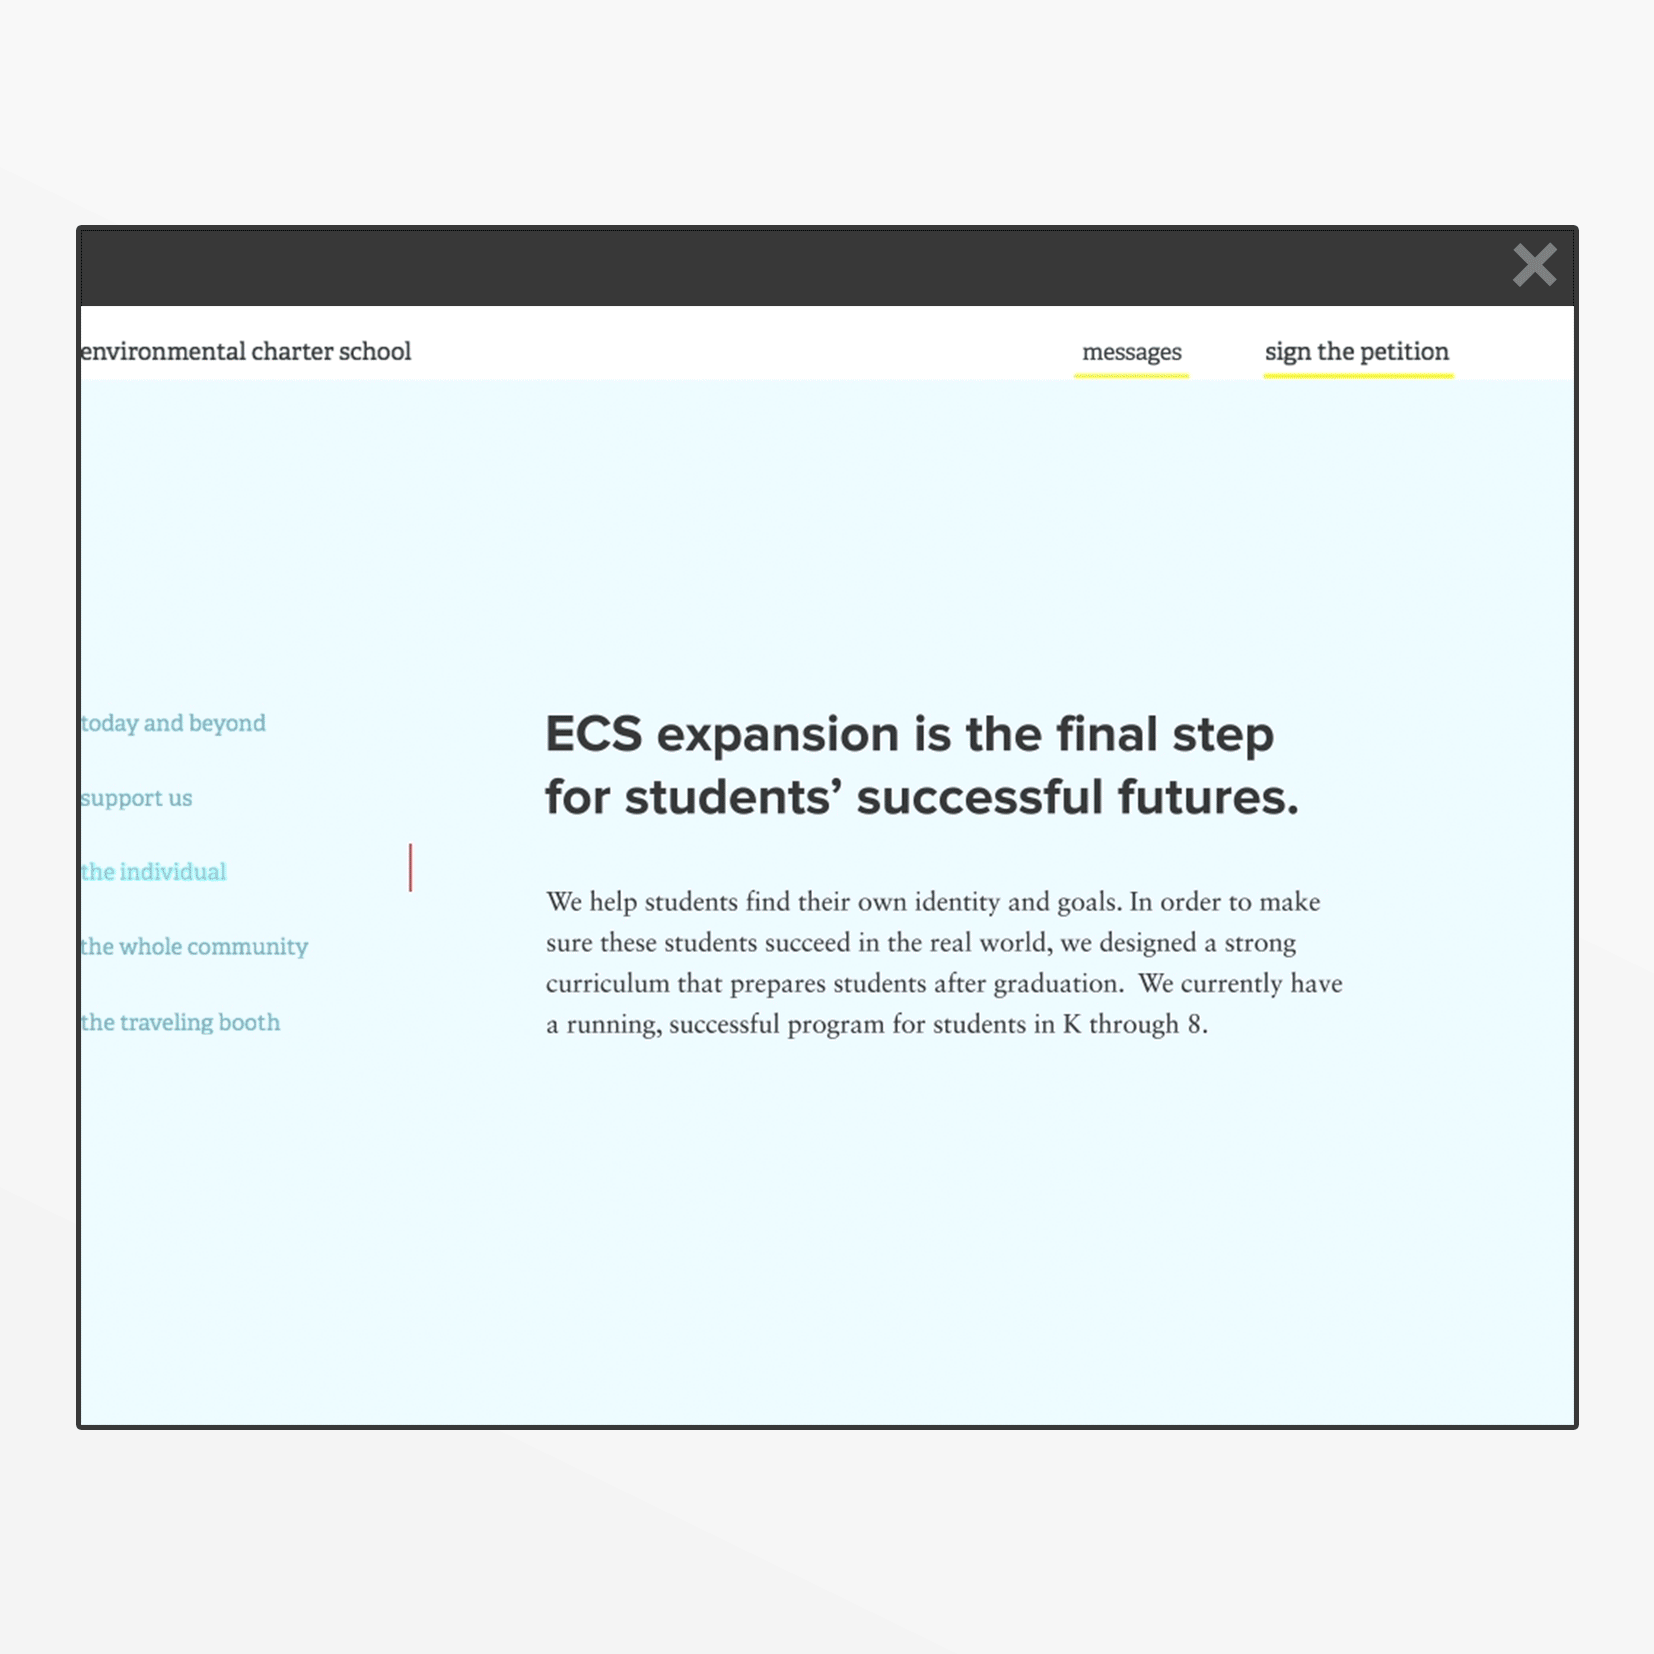 environmental charter school
messages
sign the petition
today and beyond
support us
the individual
the whole community
the traveling booth
ECS expansion is the final step
for students’ successful futures.
We help students find their own identity and goals. In order to make
sure these students succeed in the real world, we designed a strong
curriculum that prepares students after graduation.  We currently have
a running, successful program for students in K through 8.